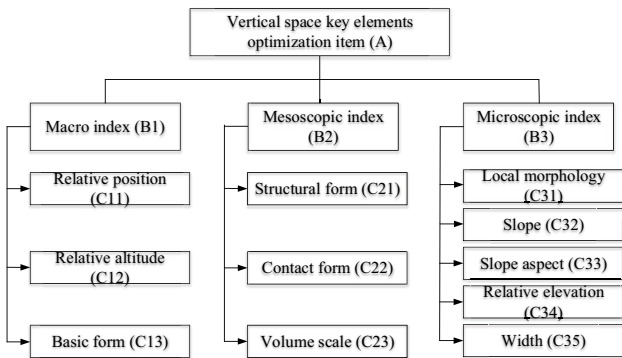 Vertical space key elements
optimization item (A)
Macro index (B1)
Relative position
(C11)
Relative altitude
(C12)
Basic form (C13)
Mesoscopic index
(B2)
Structural form (C21)
Contact form (C22)
Volume scale (C23)
Microscopic index
(B3)
Local morphology
(C31)
Slope (C32)
Slope aspect (C33)
Relative elevation
(C34)
Width (C35)